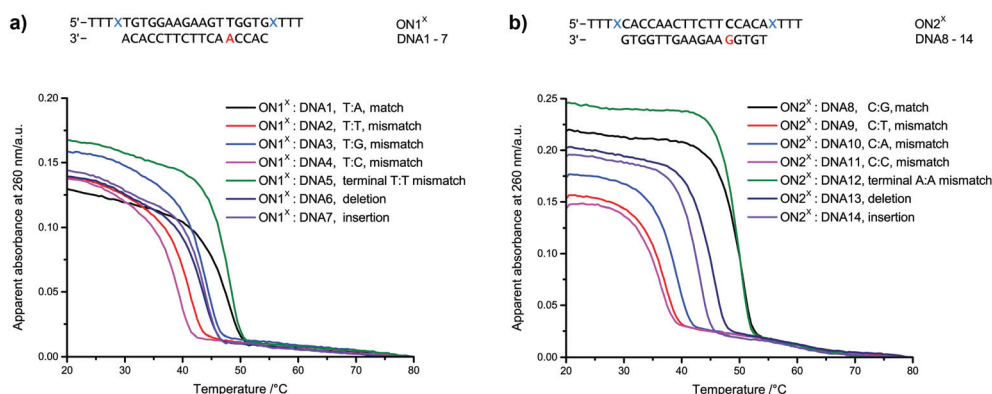 a)
5'– TTTXTGTGGAAGAAGTTGGTGXTTT ON1ˣ
3'– ACACCTTCTTCAACCAC DNA1 - 7
ON1ˣ : DNA1, T:A, match
ON1ˣ : DNA2, T:T, mismatch
ON1ˣ : DNA3, T:G, mismatch
ON1ˣ : DNA4, T:C, mismatch
ON1ˣ : DNA5, terminal T:T mismatch
ON1ˣ : DNA6, deletion
ON1ˣ : DNA7, insertion
Apparent absorbance at 260 nm/a.u.
0.20
0.15
0.10
0.05
0.00
20 30 40 50 60 70 80
Temperature /°C
b)
5'– TTTXCACCAACTTCTTCCACAXTTT ON2ˣ
3'– GTGGTTGAAGAAGGTGT DNA8 - 14
ON2ˣ : DNA8, C:G, match
ON2ˣ : DNA9, C:T, mismatch
ON2ˣ : DNA10, C:A, mismatch
ON2ˣ : DNA11, C:C, mismatch
ON2ˣ : DNA12, terminal A:A mismatch
ON2ˣ : DNA13, deletion
ON2ˣ : DNA14, insertion
Apparent absorbance at 260 nm/a.u.
0.25
0.20
0.15
0.10
0.05
0.00
20 30 40 50 60 70 80
Temperature /°C